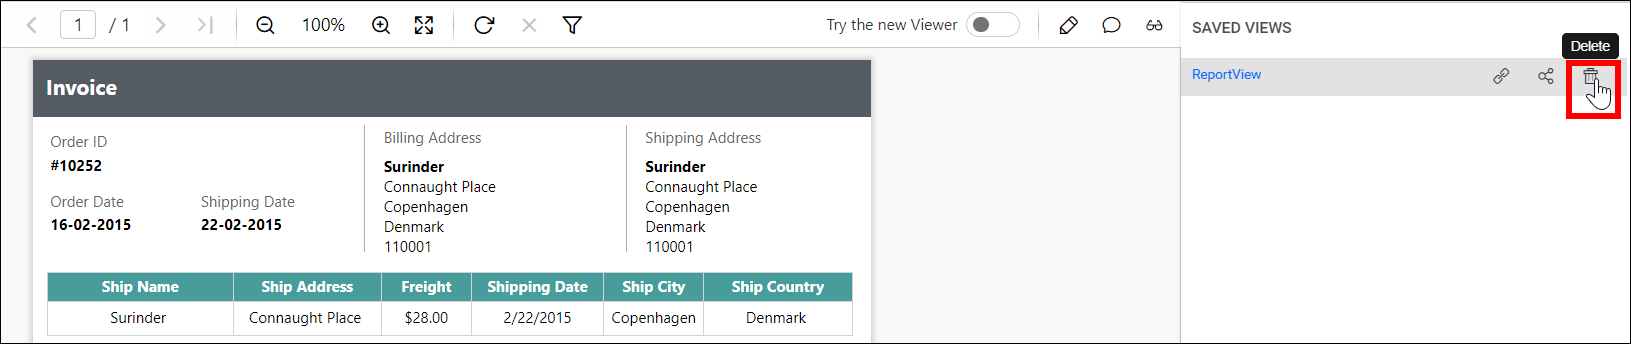 1 / 1 100% Try the new Viewer
SAVED VIEWS
Delete
ReportView
Invoice
Order ID
#10252
Order Date Shipping Date
16-02-2015 22-02-2015
Billing Address
Surinder
Connaught Place
Copenhagen
Denmark
110001
Shipping Address
Surinder
Connaught Place
Copenhagen
Denmark
110001
Ship Name Ship Address Freight Shipping Date Ship City Ship Country
Surinder Connaught Place $28.00 2/22/2015 Copenhagen Denmark